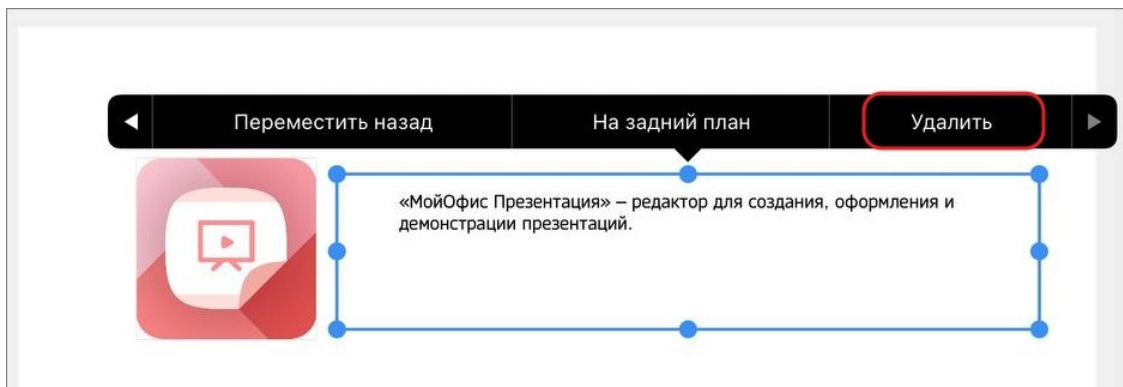 Переместить назад На задний план Удалить
«МойОфис Презентация» – редактор для создания, оформления и
демонстрации презентаций.